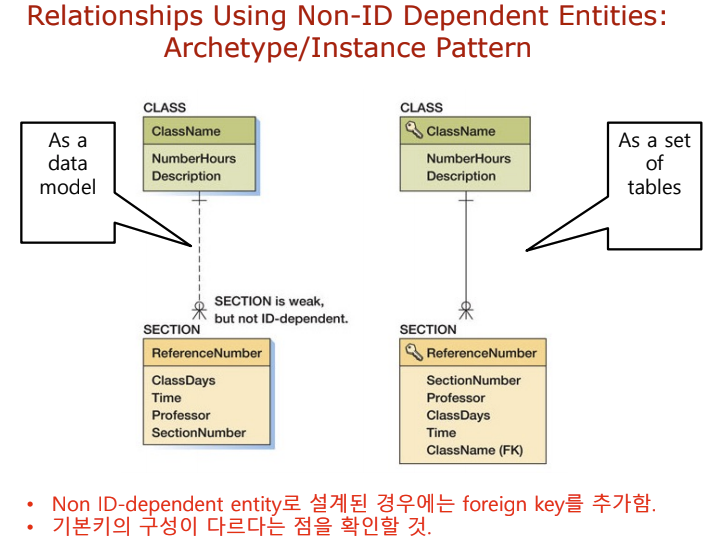 Relationships Using Non-ID Dependent Entities:
Archetype/Instance Pattern
As a
data
model
CLASS
ClassName
NumberHours
Description
SECTION is weak,
but not ID-dependent.
SECTION
ReferenceNumber
ClassDays
Time
Professor
SectionNumber
CLASS
ClassName
NumberHours
Description
As a set
of
tables
SECTION
ReferenceNumber
SectionNumber
Professor
ClassDays
Time
ClassName (FK)
• Non ID-dependent entity로 설계된 경우에는 foreign key를 추가함.
• 기본키의 구성이 다르다는 점을 확인할 것.